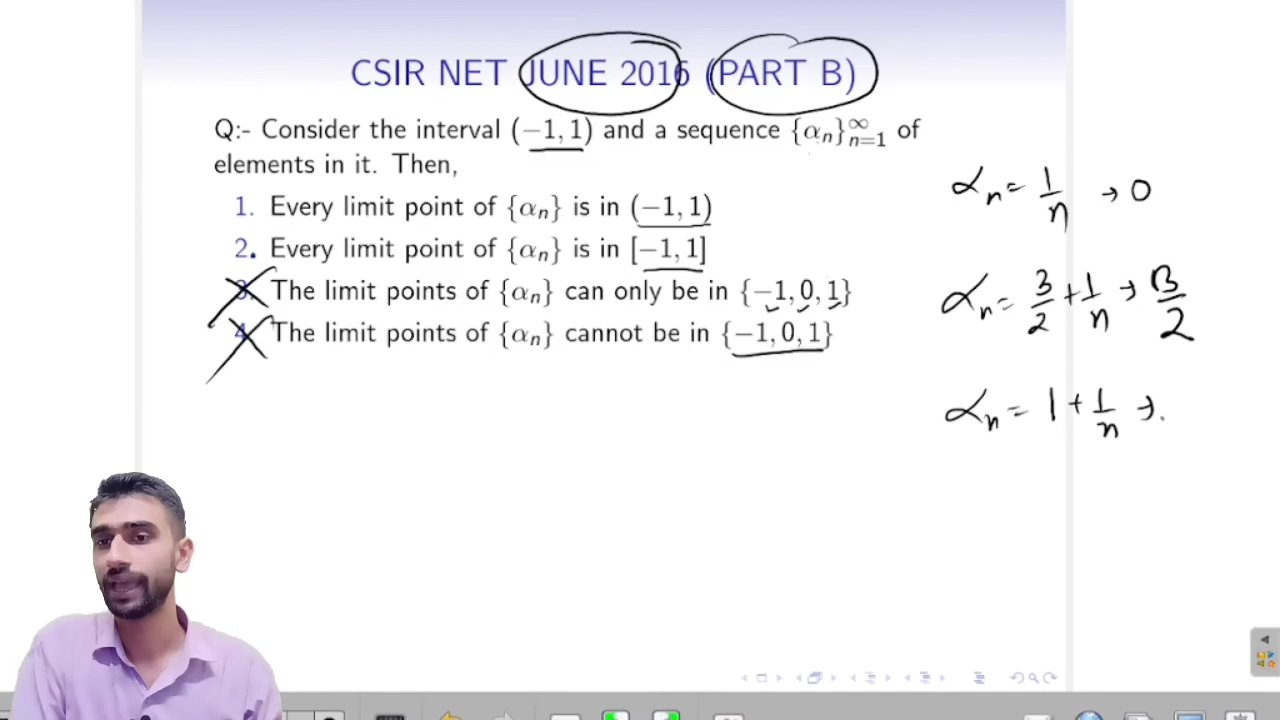 CSIR NET JUNE 2016 (PART B)
Q:- Consider the interval (−1, 1) and a sequence {αₙ}ₙ₌₁^∞ of
elements in it. Then,
1. Every limit point of {αₙ} is in (−1, 1)
2. Every limit point of {αₙ} is in [−1, 1]
3. The limit points of {αₙ} can only be in {−1, 0, 1}
4. The limit points of {αₙ} cannot be in {−1, 0, 1}
αₙ = 1/n → 0
αₙ = 3/2 + 1/n → 3/2
αₙ = 1 + 1/n →